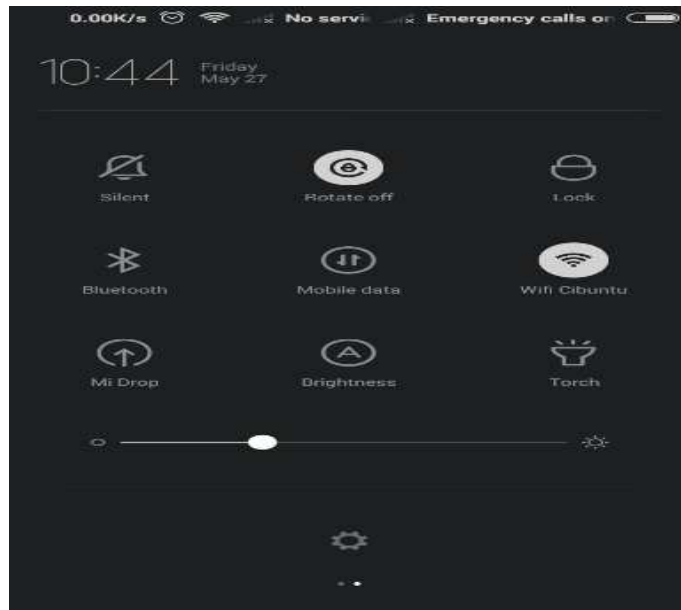 0.00K/s No servi Emergency calls or
10:44 Friday
May 27
Silent Rotate off Lock
Bluetooth Mobile data Wifi Cibuntu
Mi Drop Brightness Torch